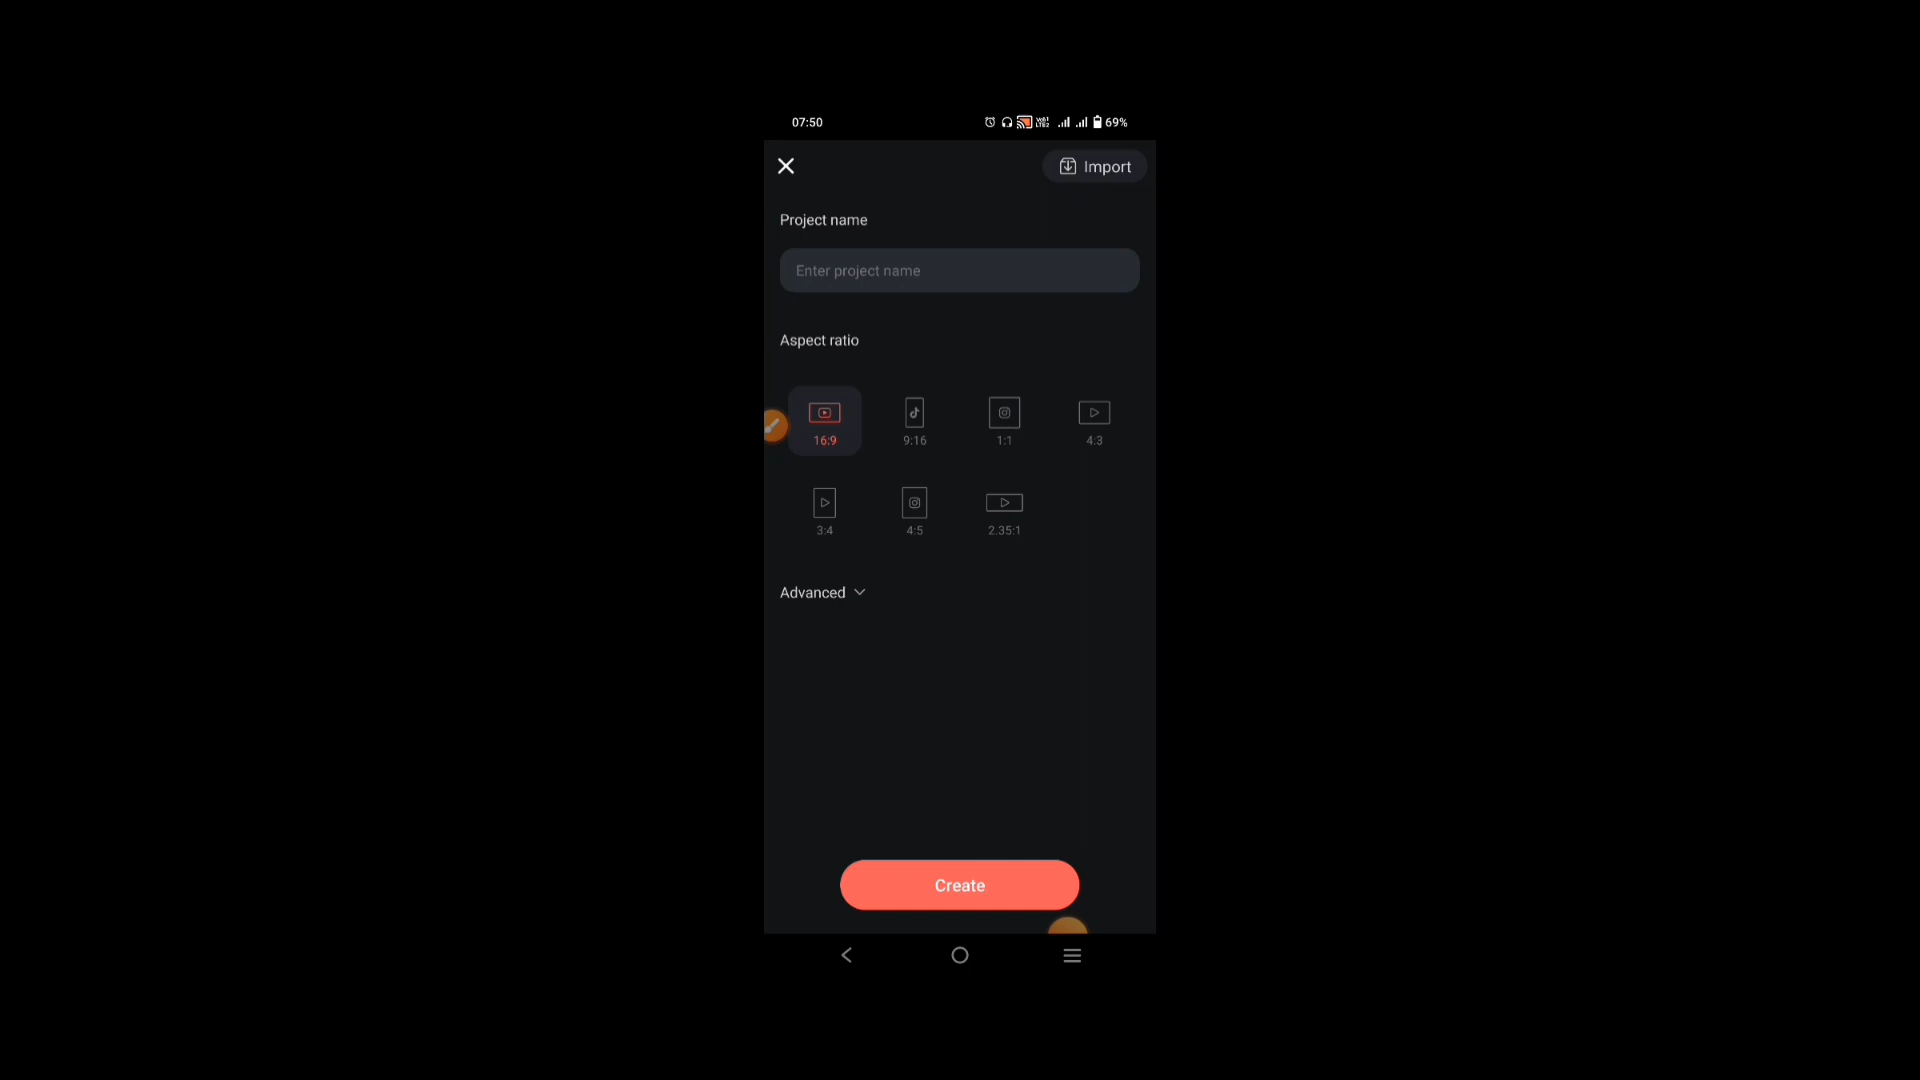 07:50
69%
Import
Project name
Enter project name
Aspect ratio
16:9 9:16 1:1 4:3
3:4 4:5 2.35:1
Advanced
Create